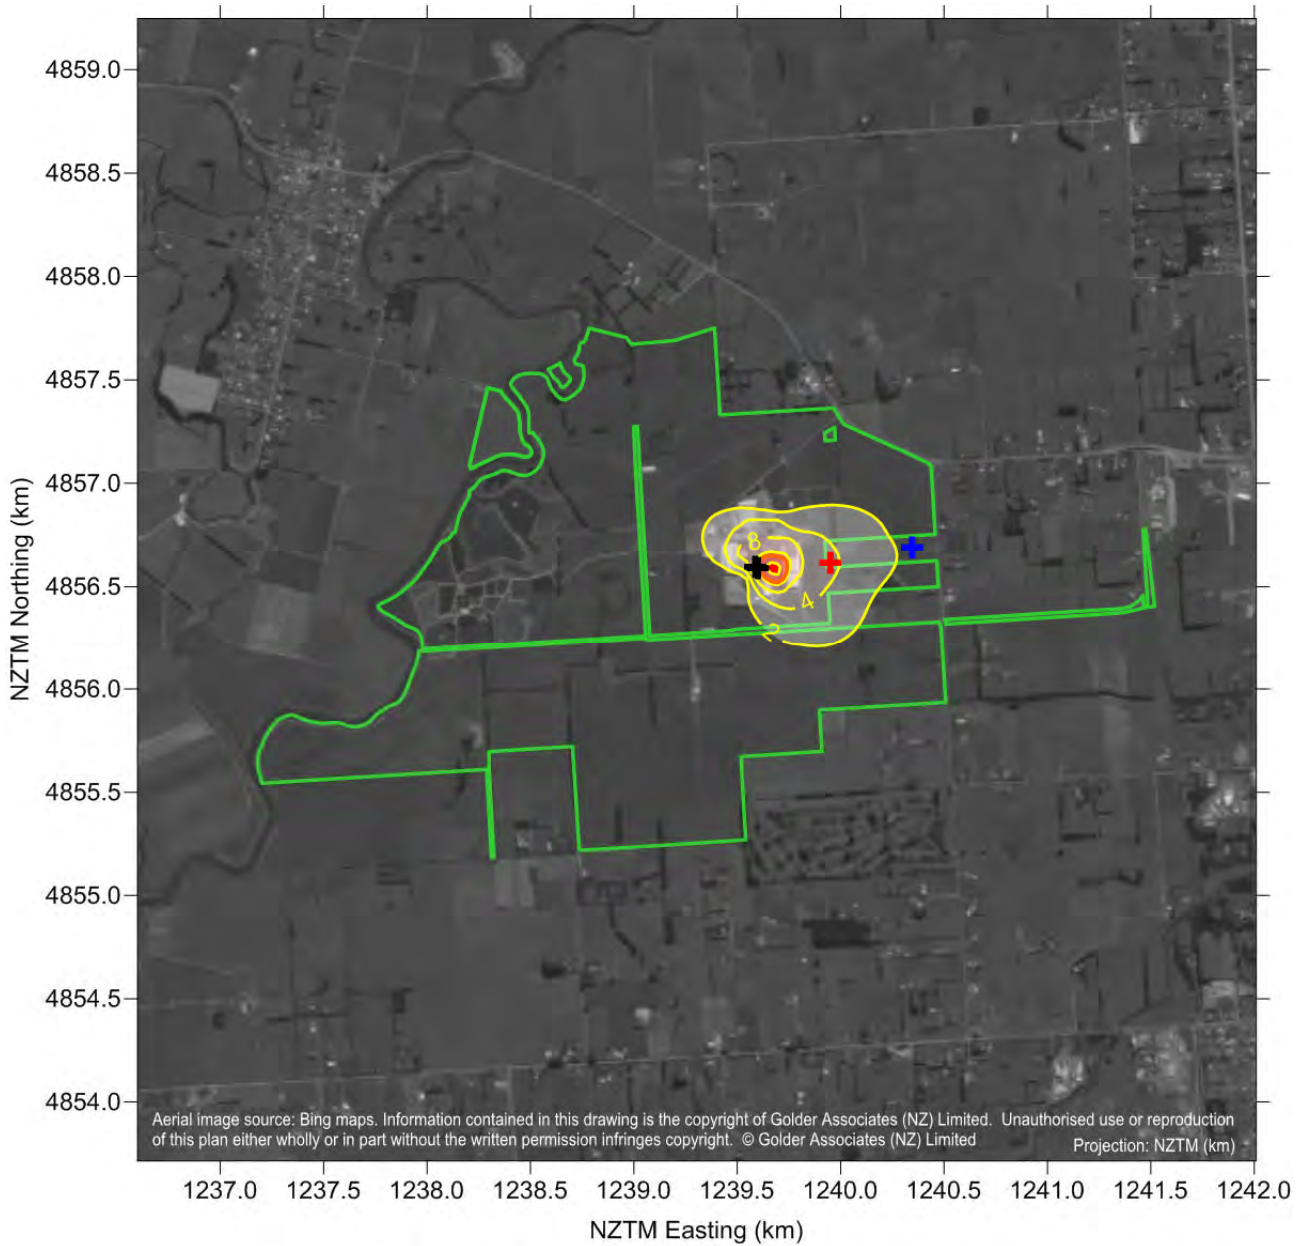 4859.0
4858.5
4858.0
4857.5
4857.0
4856.5
4856.0
4855.5
4855.0
4854.5
4854.0
NZTM Northing (km)
8
4
2
Aerial image source: Bing maps. Information contained in this drawing is the copyright of Golder Associates (NZ) Limited. Unauthorised use or reproduction
of this plan either wholly or in part without the written permission infringes copyright. © Golder Associates (NZ) Limited
Projection: NZTM (km)
1237.0 1237.5 1238.0 1238.5 1239.0 1239.5 1240.0 1240.5 1241.0 1241.5 1242.0
NZTM Easting (km)